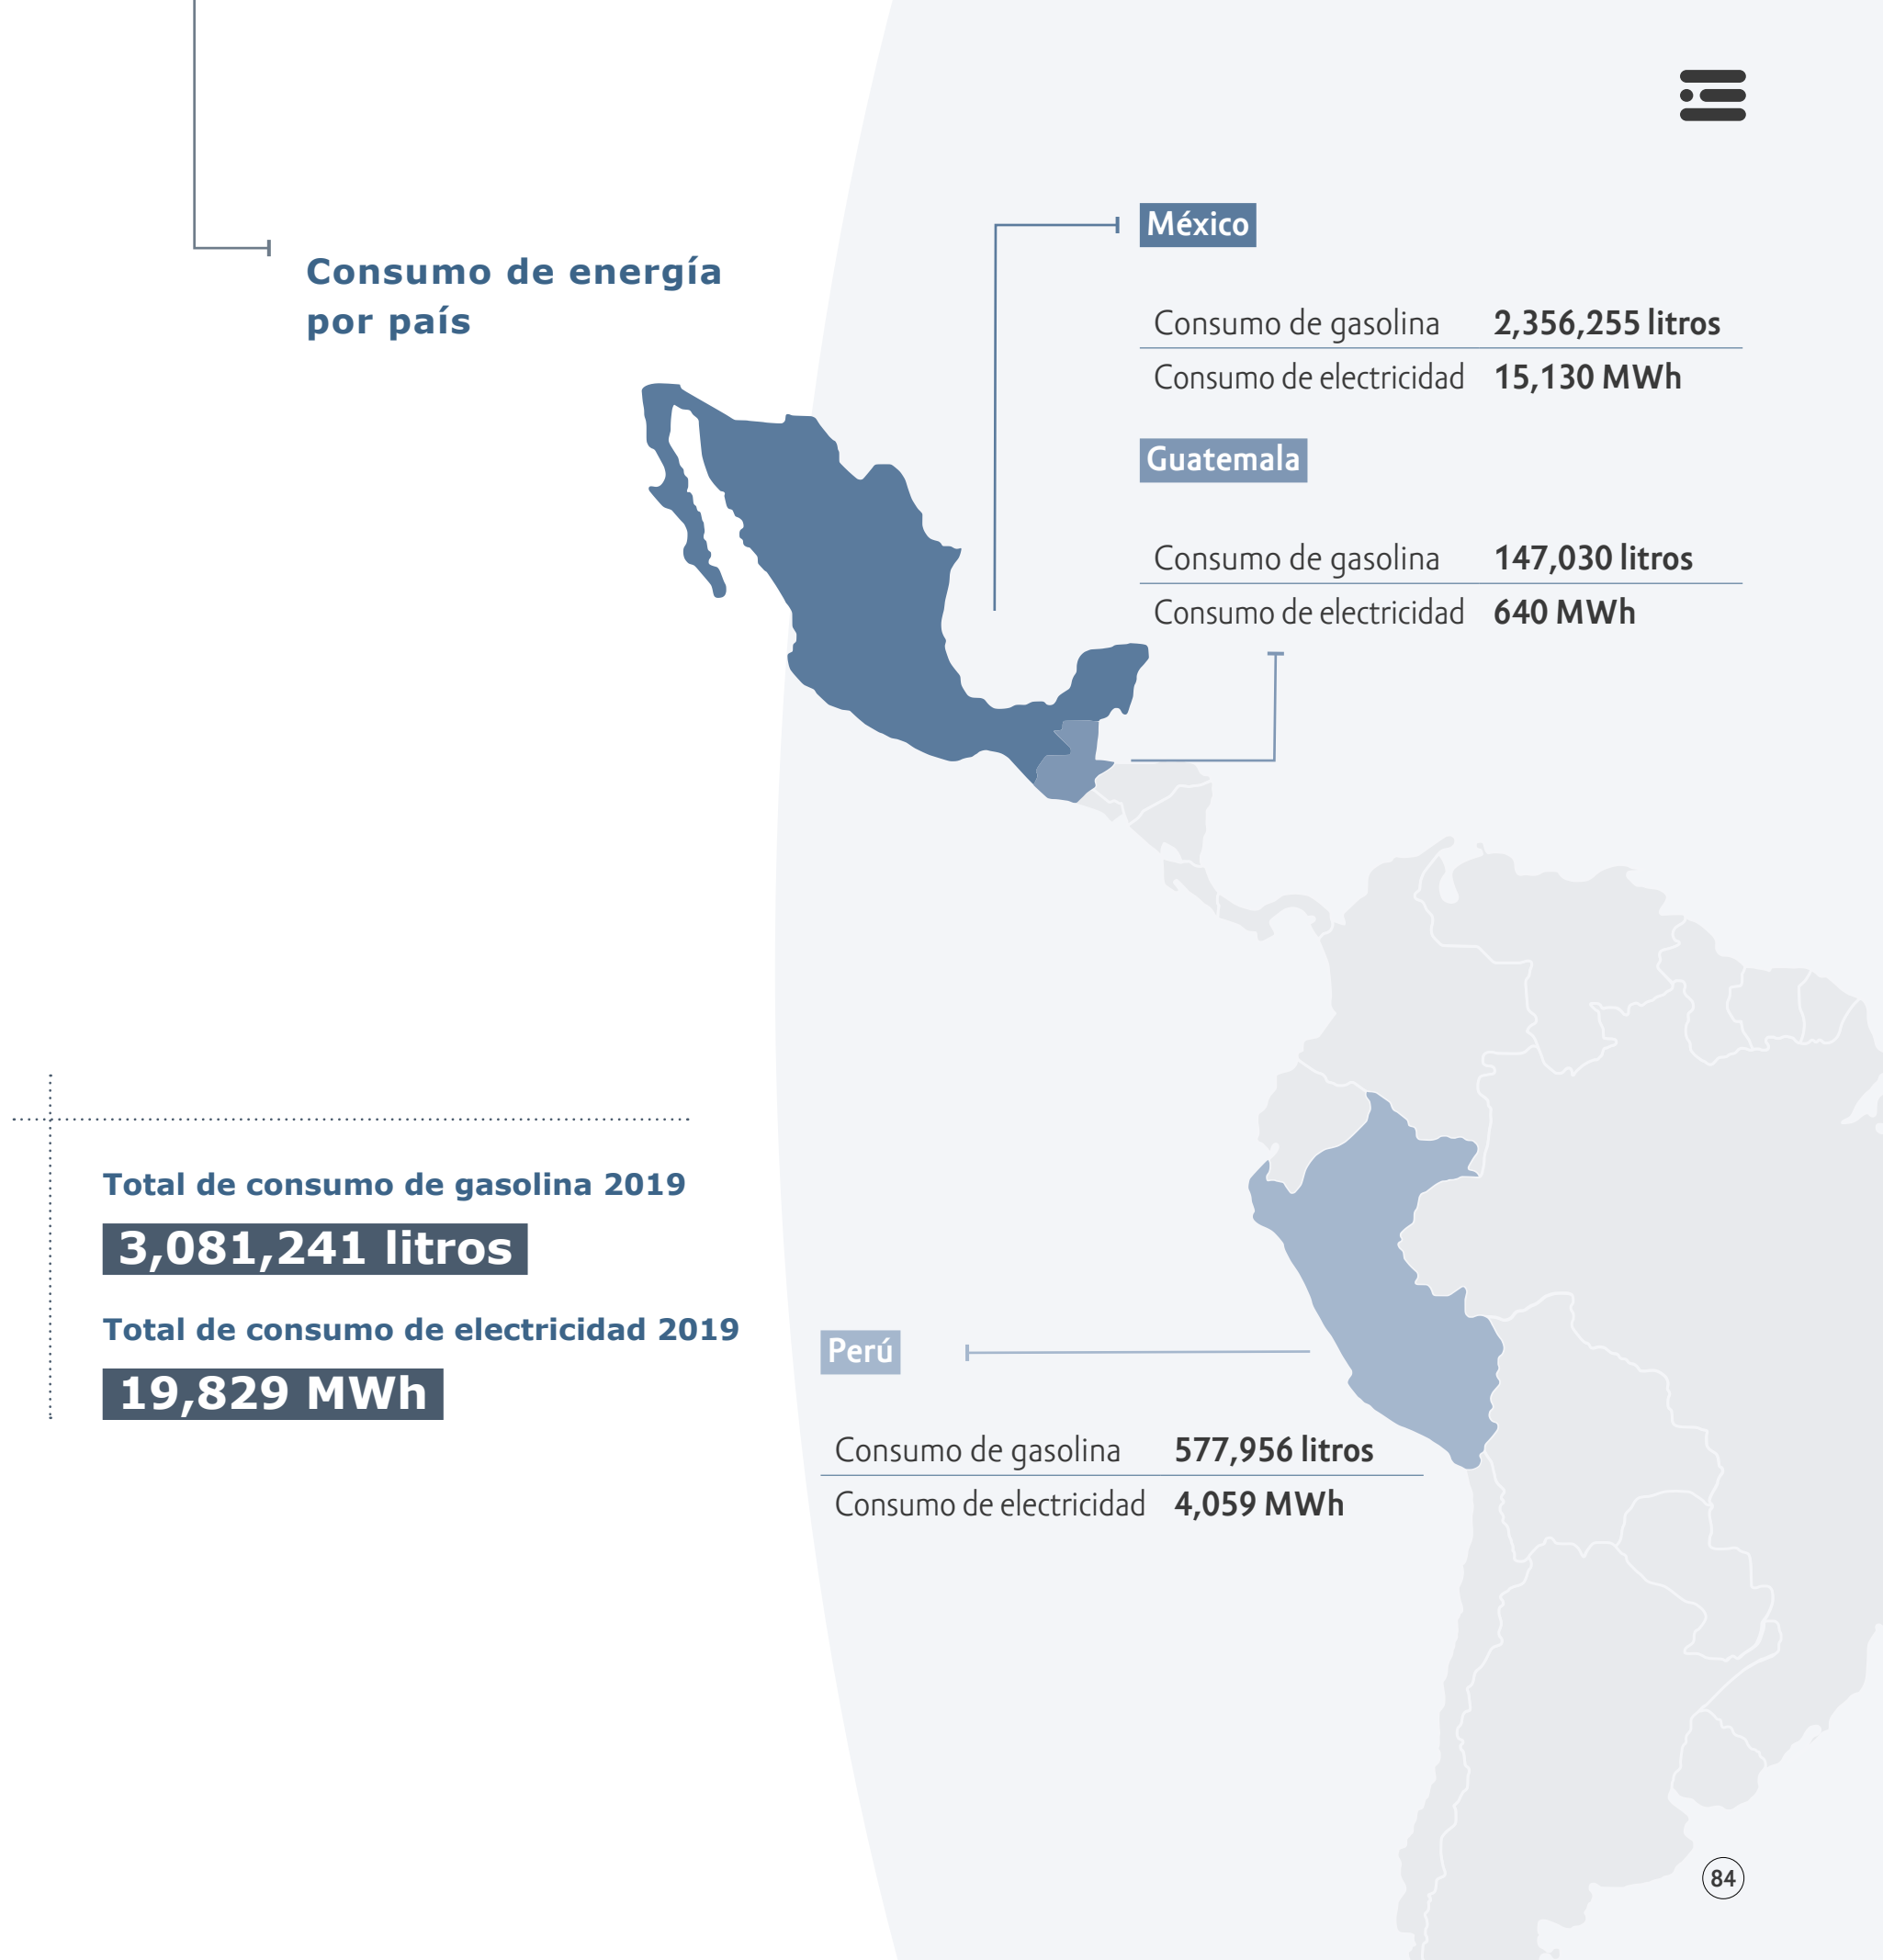 Consumo de energía
por país
México
Consumo de gasolina 2,356,255 litros
Consumo de electricidad 15,130 MWh
Guatemala
Consumo de gasolina 147,030 litros
Consumo de electricidad 640 MWh
Total de consumo de gasolina 2019
3,081,241 litros
Total de consumo de electricidad 2019
19,829 MWh
Perú
Consumo de gasolina 577,956 litros
Consumo de electricidad 4,059 MWh
84